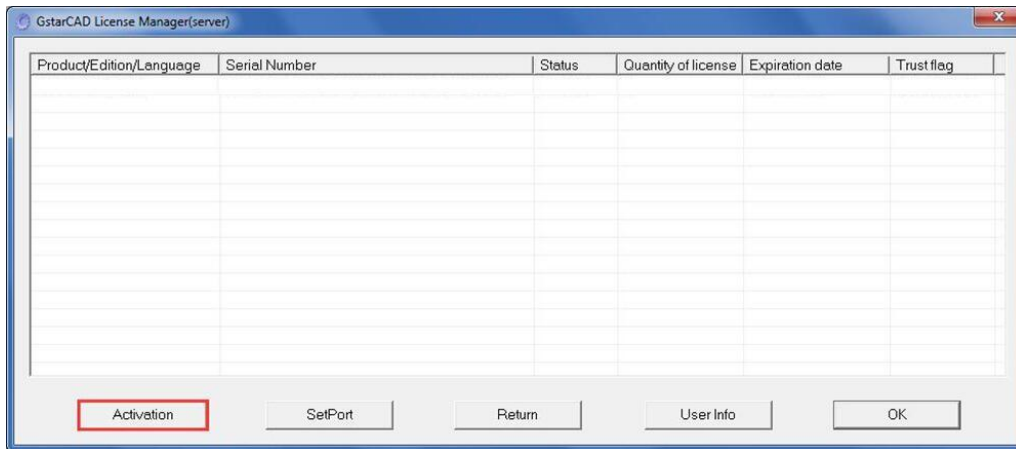 GstarCAD License Manager(server)
Product/Edition/Language Serial Number Status Quantity of license Expiration date Trust flag
Activation SetPort Return User Info OK